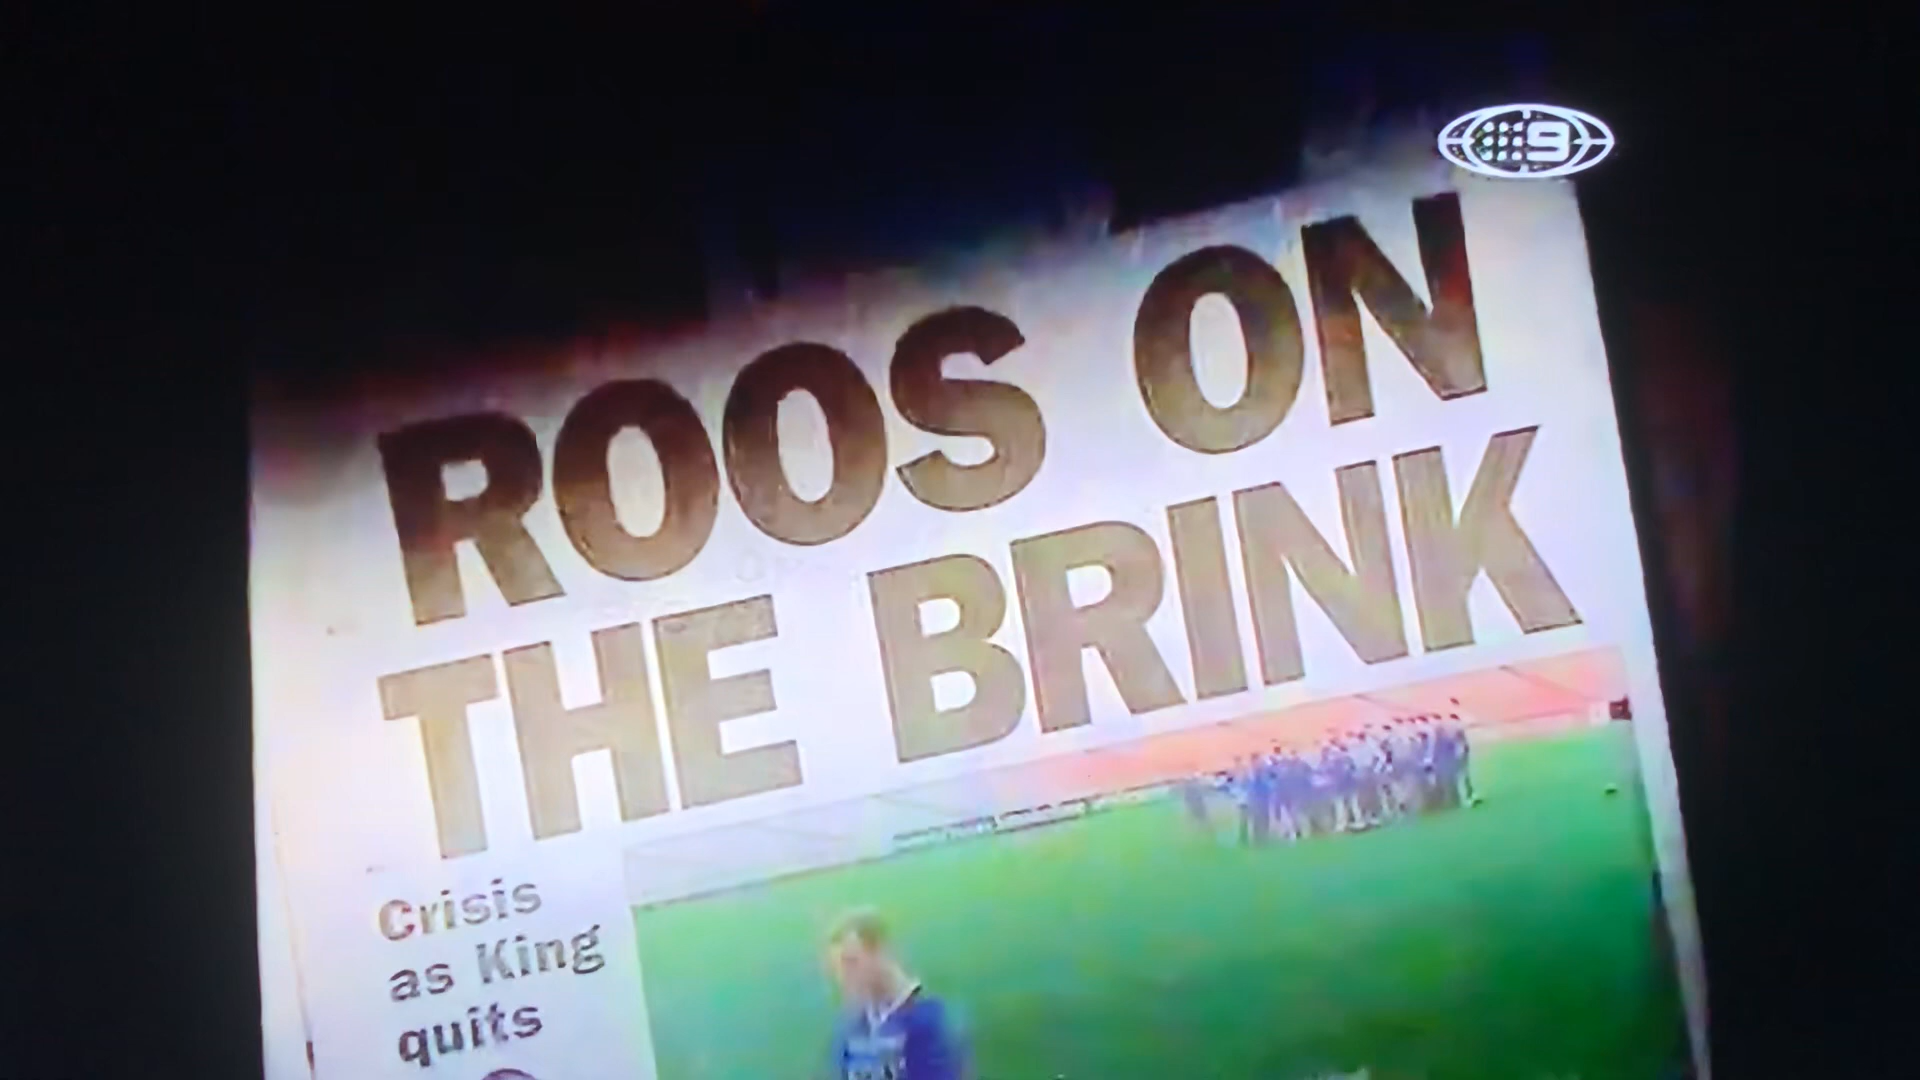 9
ROOS ON
THE BRINK
Crisis
as King
quits